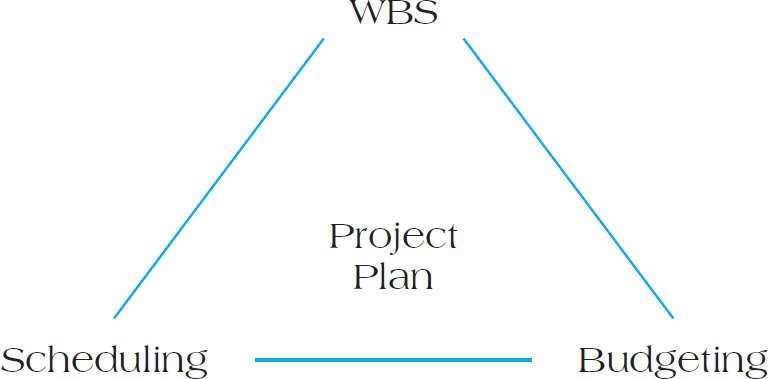 WBS
Project
Plan
Scheduling
Budgeting